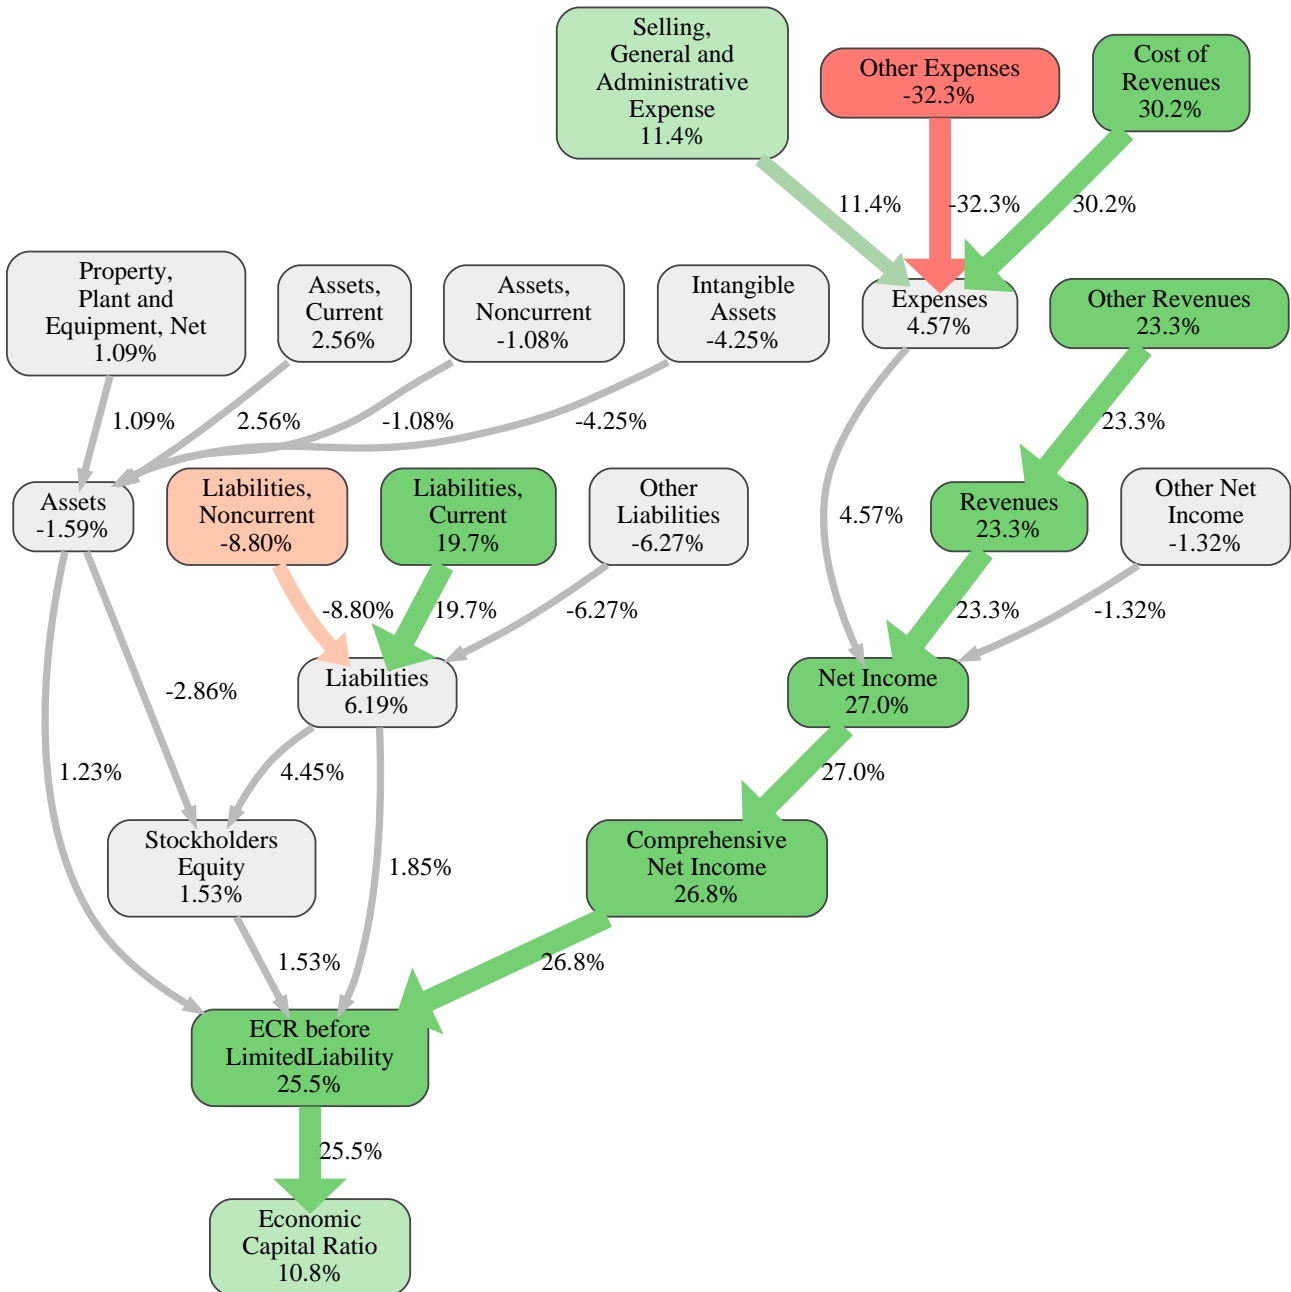 Selling,
General and
Administrative
Expense
11.4%
Other Expenses
-32.3%
Cost of
Revenues
30.2%
11.4%
-32.3%
30.2%
Property,
Plant and
Equipment, Net
1.09%
Assets,
Current
2.56%
Assets,
Noncurrent
-1.08%
Intangible
Assets
-4.25%
Expenses
4.57%
Other Revenues
23.3%
1.09%
2.56%
-1.08%
-4.25%
23.3%
Assets
-1.59%
Liabilities,
Noncurrent
-8.80%
Liabilities,
Current
19.7%
Other
Liabilities
-6.27%
4.57%
Revenues
23.3%
Other Net
Income
-1.32%
-8.80%
19.7%
-6.27%
23.3%
-1.32%
-2.86%
Liabilities
6.19%
Net Income
27.0%
1.23%
4.45%
27.0%
Stockholders
Equity
1.53%
1.85%
Comprehensive
Net Income
26.8%
1.53%
26.8%
ECR before
LimitedLiability
25.5%
25.5%
Economic
Capital Ratio
10.8%